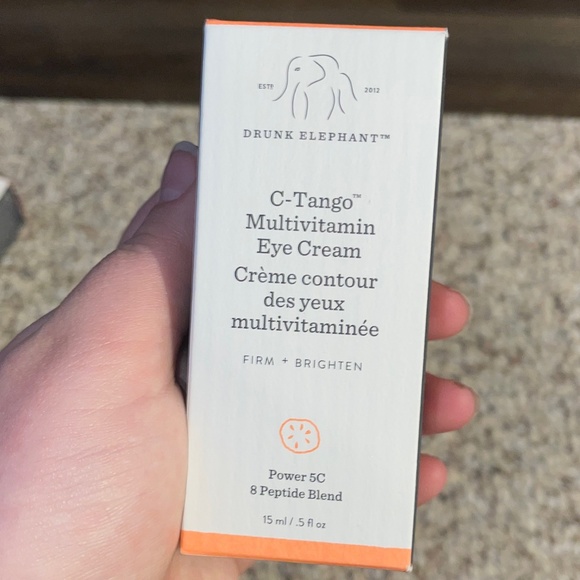 ESTD 2012
DRUNK ELEPHANT™
C-Tango™
Multivitamin
Eye Cream
Crème contour
des yeux
multivitaminée
FIRM + BRIGHTEN
Power 5C
8 Peptide Blend
15 ml / .5 fl oz